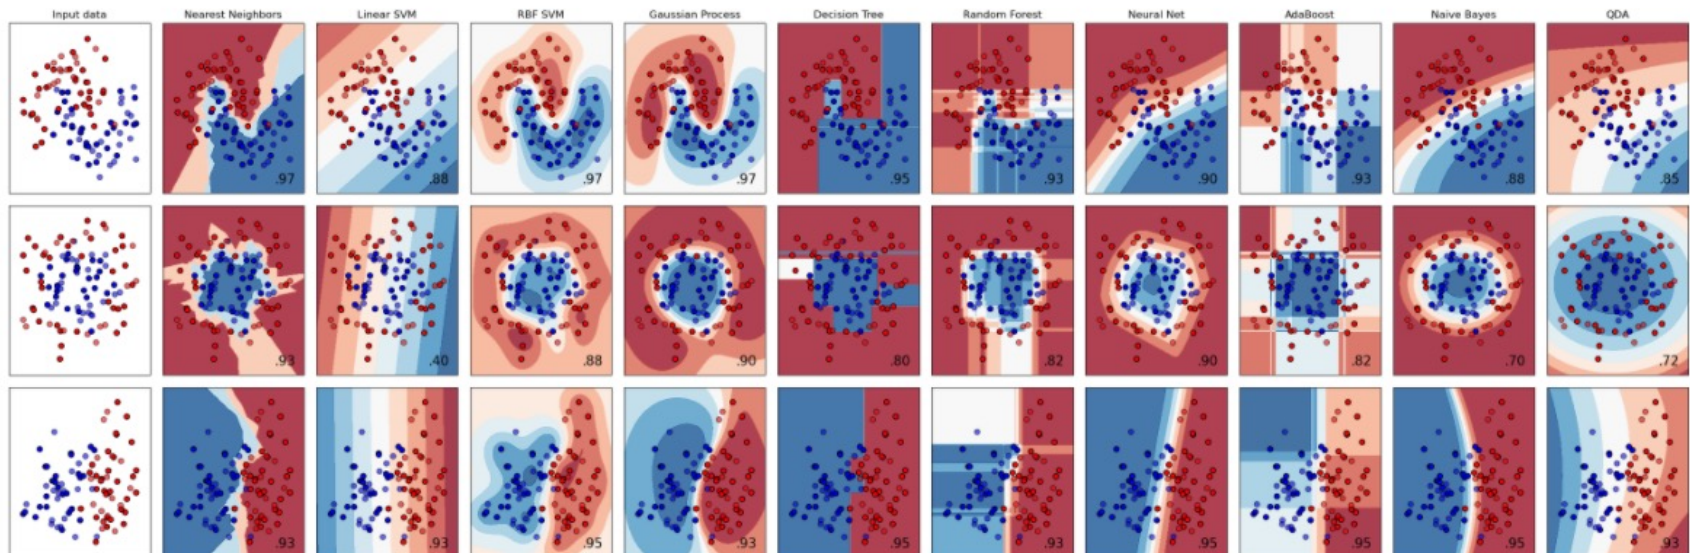 Input data Nearest Neighbors Linear SVM RBF SVM Gaussian Process Decision Tree Random Forest Neural Net AdaBoost Naive Bayes QDA
.97 .88 .97 .97 .95 .93 .90 .93 .88 .85
.93 .40 .88 .90 .80 .82 .90 .82 .70 .72
.93 .93 .95 .93 .95 .93 .95 .95 .95 .93